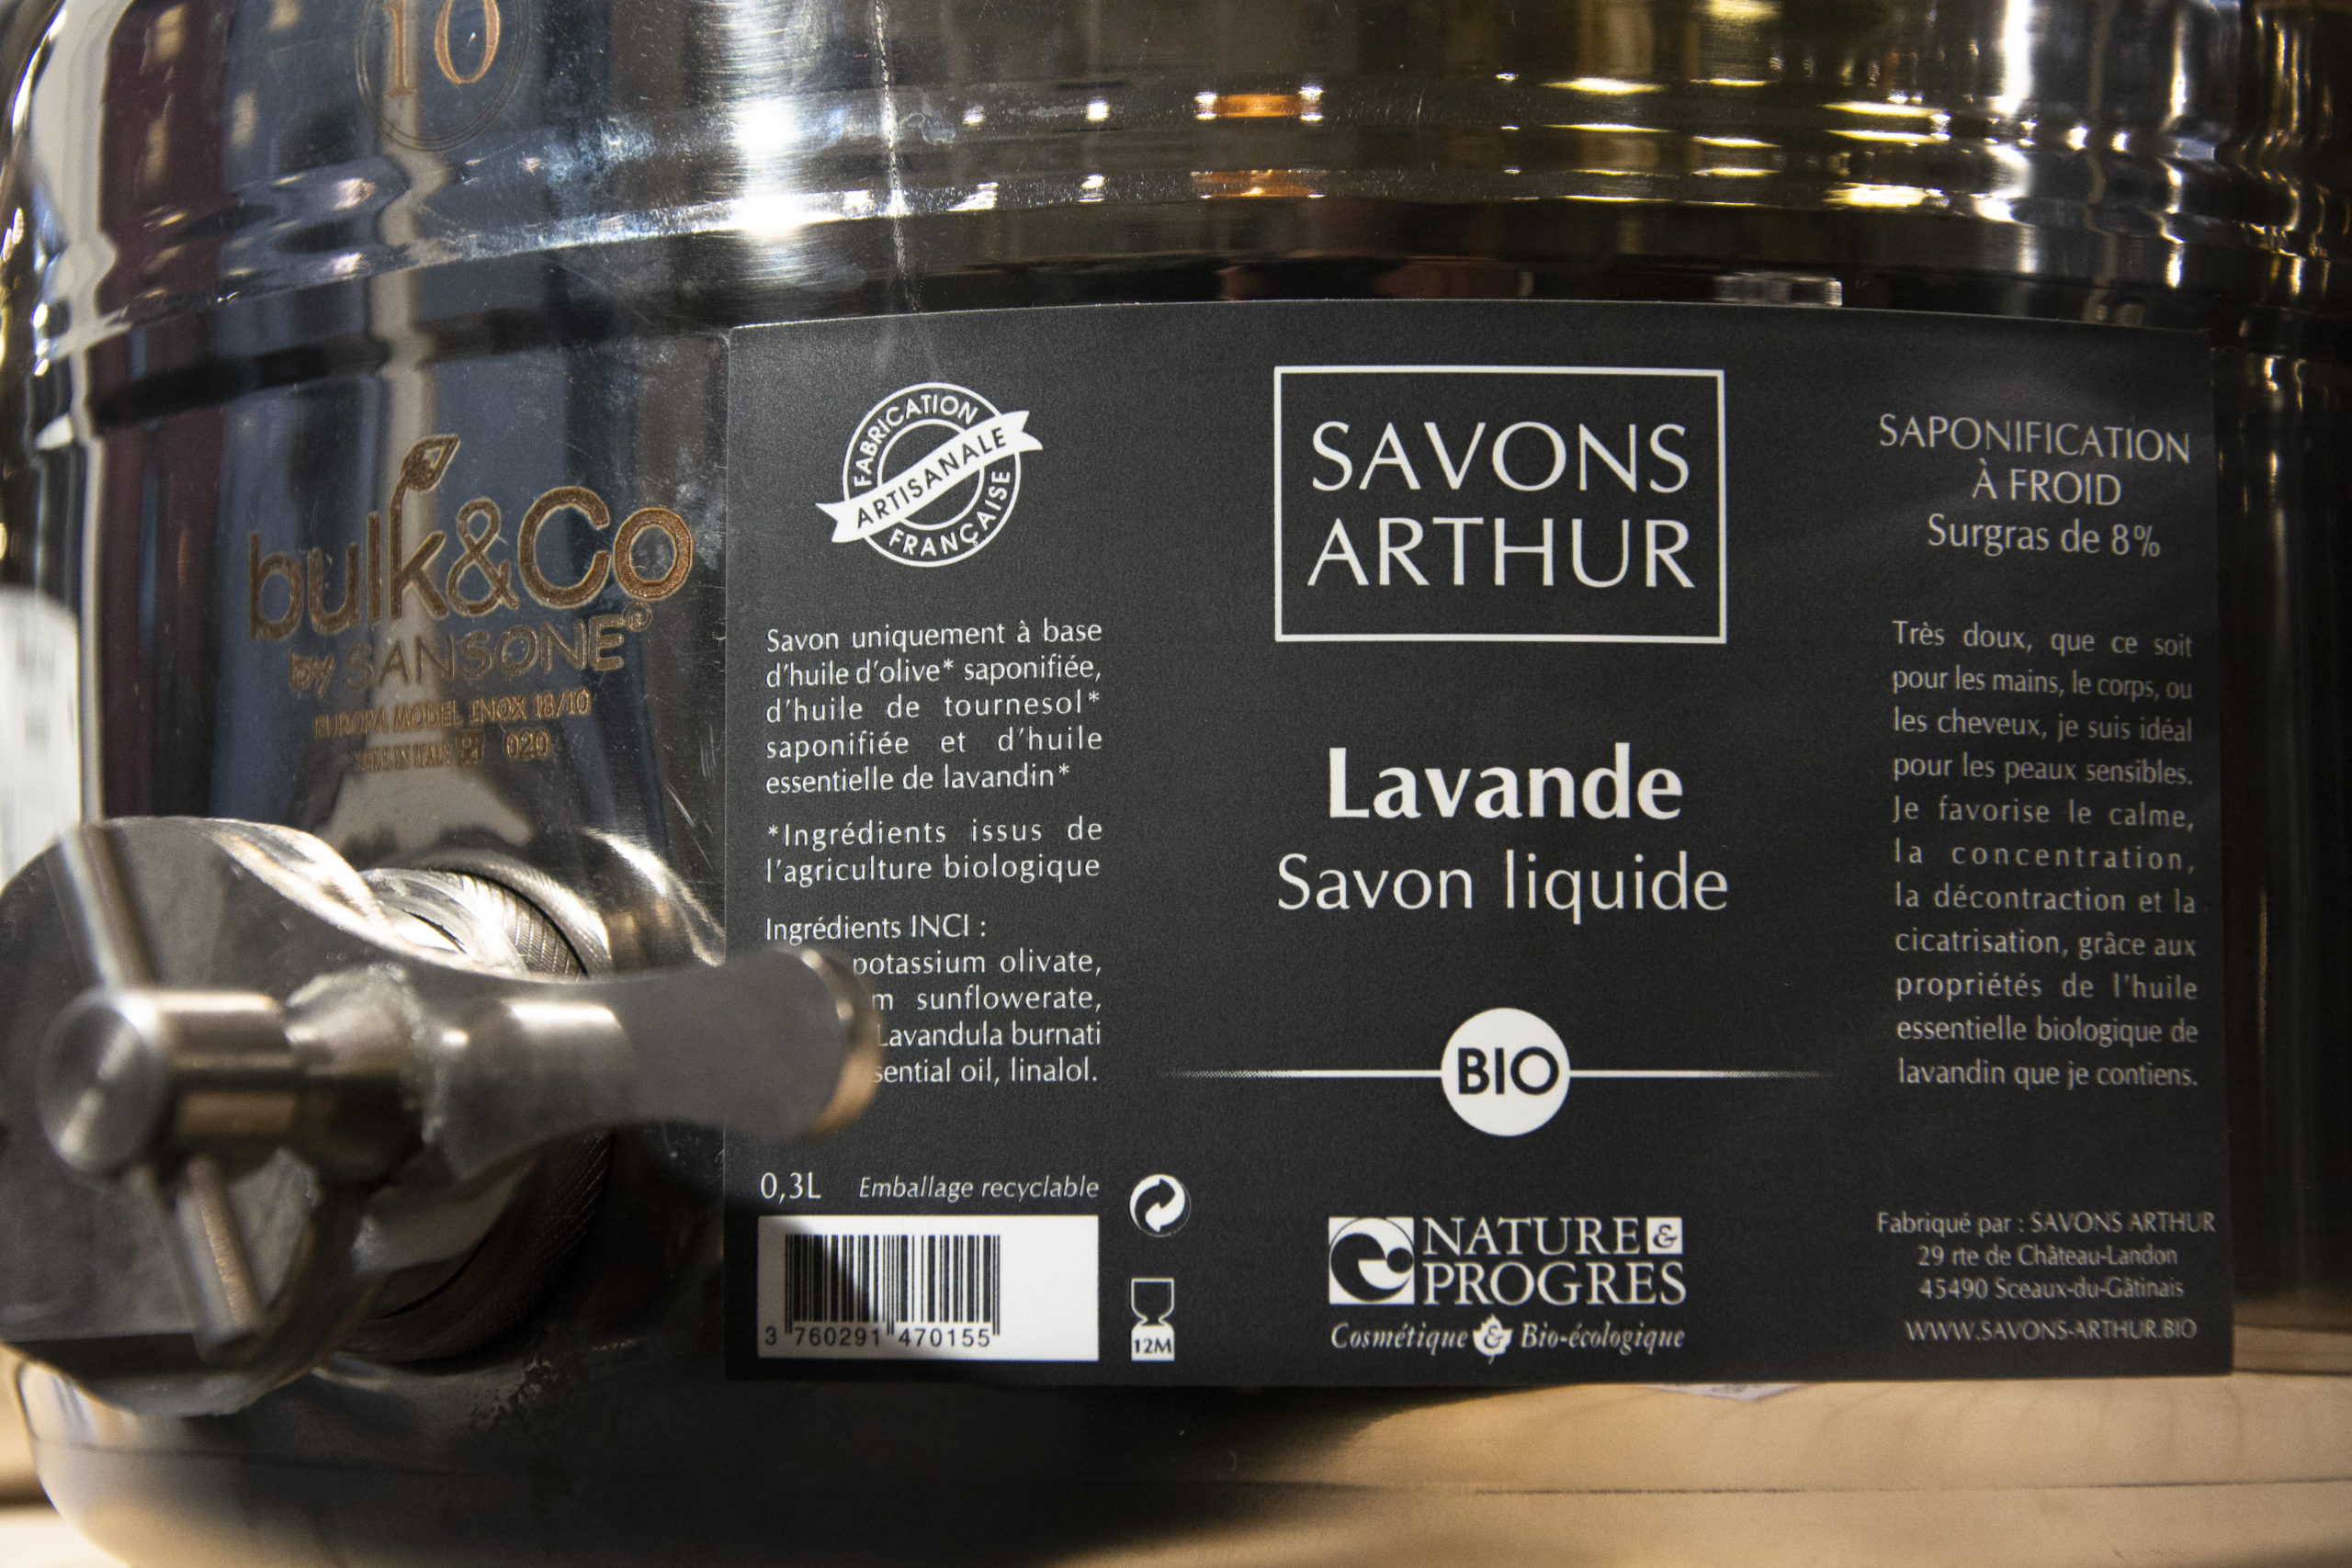 10
bulk&Co
by SANSONE®
EUROPA MODEL INOX 18/10
MADE IN ITALY 020
FABRICATION
ARTISANALE
FRANÇAISE
Savon uniquement à base
d'huile d'olive* saponifiée,
d'huile de tournesol*
saponifiée et d'huile
essentielle de lavandin*
*Ingrédients issus de
l'agriculture biologique
Ingrédients INCI :
potassium olivate,
sunflowerate,
Lavandula burnati
oil, linalol.
0,3L Emballage recyclable
3 760291 470155
12M
SAVONS
ARTHUR
Lavande
Savon liquide
BIO
NATURE &
PROGRES
Cosmétique & Bio-écologique
SAPONIFICATION
À FROID
Surgras de 8%
Très doux, que ce soit
pour les mains, le corps, ou
les cheveux, je suis idéal
pour les peaux sensibles.
Je favorise le calme,
la concentration,
la décontraction et la
cicatrisation, grâce aux
propriétés de l'huile
essentielle biologique de
lavandin que je contiens.
Fabriqué par : SAVONS ARTHUR
29 rte de Château-Landon
45490 Sceaux-du-Gâtinais
WWW.SAVONS-ARTHUR.BIO